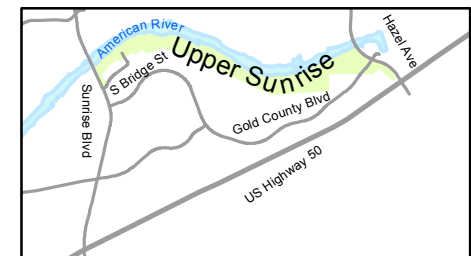 American River
Upper Sunrise
Hazel Ave
S Bridge St
Sunrise Blvd
Gold County Blvd
US Highway 50